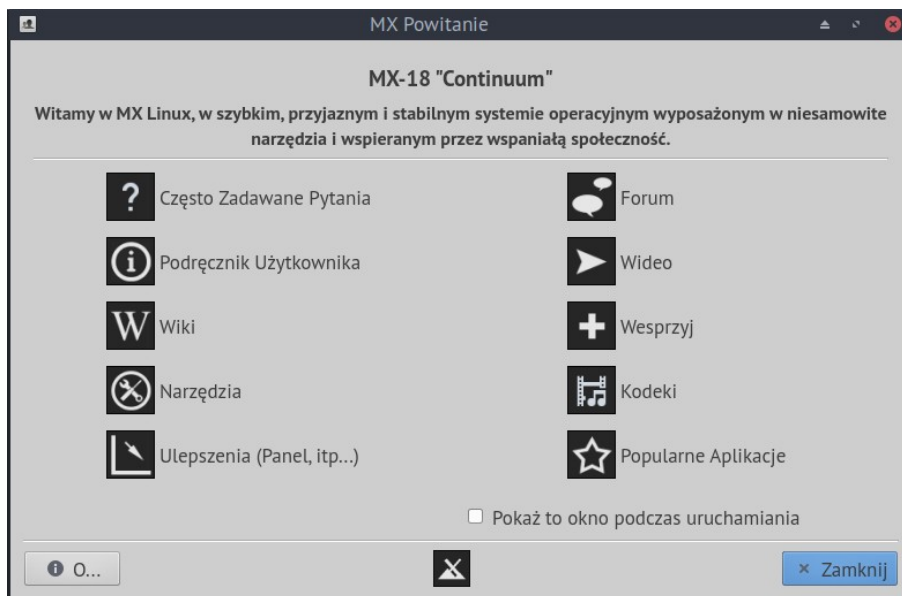 MX Powitanie
MX-18 "Continuum"
Witamy w MX Linux, w szybkim, przyjaznym i stabilnym systemie operacyjnym wyposażonym w niesamowite
narzędzia i wspieranym przez wspaniałą społeczność.
? Często Zadawane Pytania
Forum
i Podręcznik Użytkownika
Wideo
W Wiki
Wesprzyj
Narzędzia
Kodeki
Ulepszenia (Panel, itp...)
Popularne Aplikacje
Pokaż to okno podczas uruchamiania
O...
Zamknij